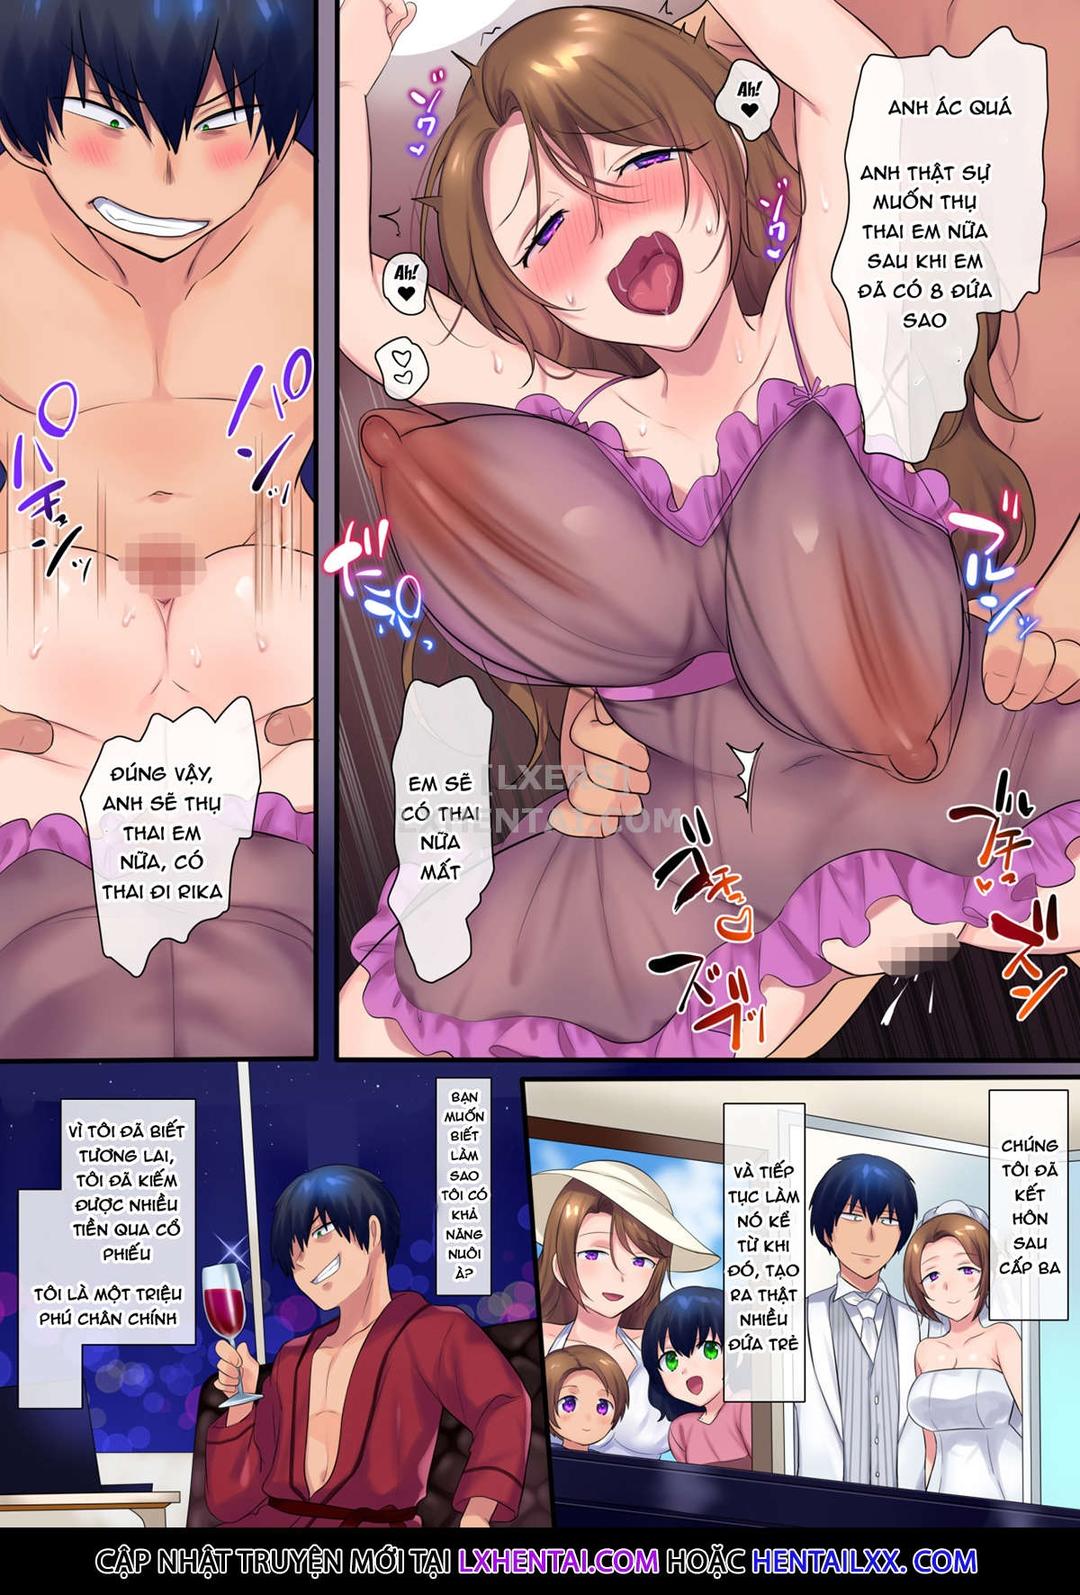 ANH ÁC QUÁ
ANH THẬT SỰ
MUỐN THỤ
THAI EM NỮA
SAU KHI EM
ĐÃ CÓ 8 ĐỨA
SAO
Ah!
♥
Ah!
♥
EM SẼ
CÓ THAI
NỮA
MẤT
ĐÚNG VẬY,
ANH SẼ THỤ
THAI EM
NỮA, CÓ
THAI ĐI RIKA
[LXERS]
LXHENTAI.COM
CHÚNG
TÔI ĐÃ
KẾT
HÔN
SAU
CẤP BA
VÀ TIẾP
TỤC LÀM
NÓ KỂ
TỪ KHI
ĐÓ, TẠO
RA THẬT
NHIỀU
ĐỨA TRẺ
BẠN
MUỐN
BIẾT
LÀM
SAO
TÔI CÓ
KHẢ
NĂNG
NUÔI
À?
VÌ TÔI ĐÃ BIẾT
TƯƠNG LAI,
TÔI ĐÃ KIẾM
ĐƯỢC NHIỀU
TIỀN QUA CỔ
PHIẾU
TÔI LÀ MỘT TRIỆU
PHÚ CHÂN CHÍNH
CẬP NHẬT TRUYỆN MỚI TẠI LXHENTAI.COM HOẶC HENTAILXX. COM